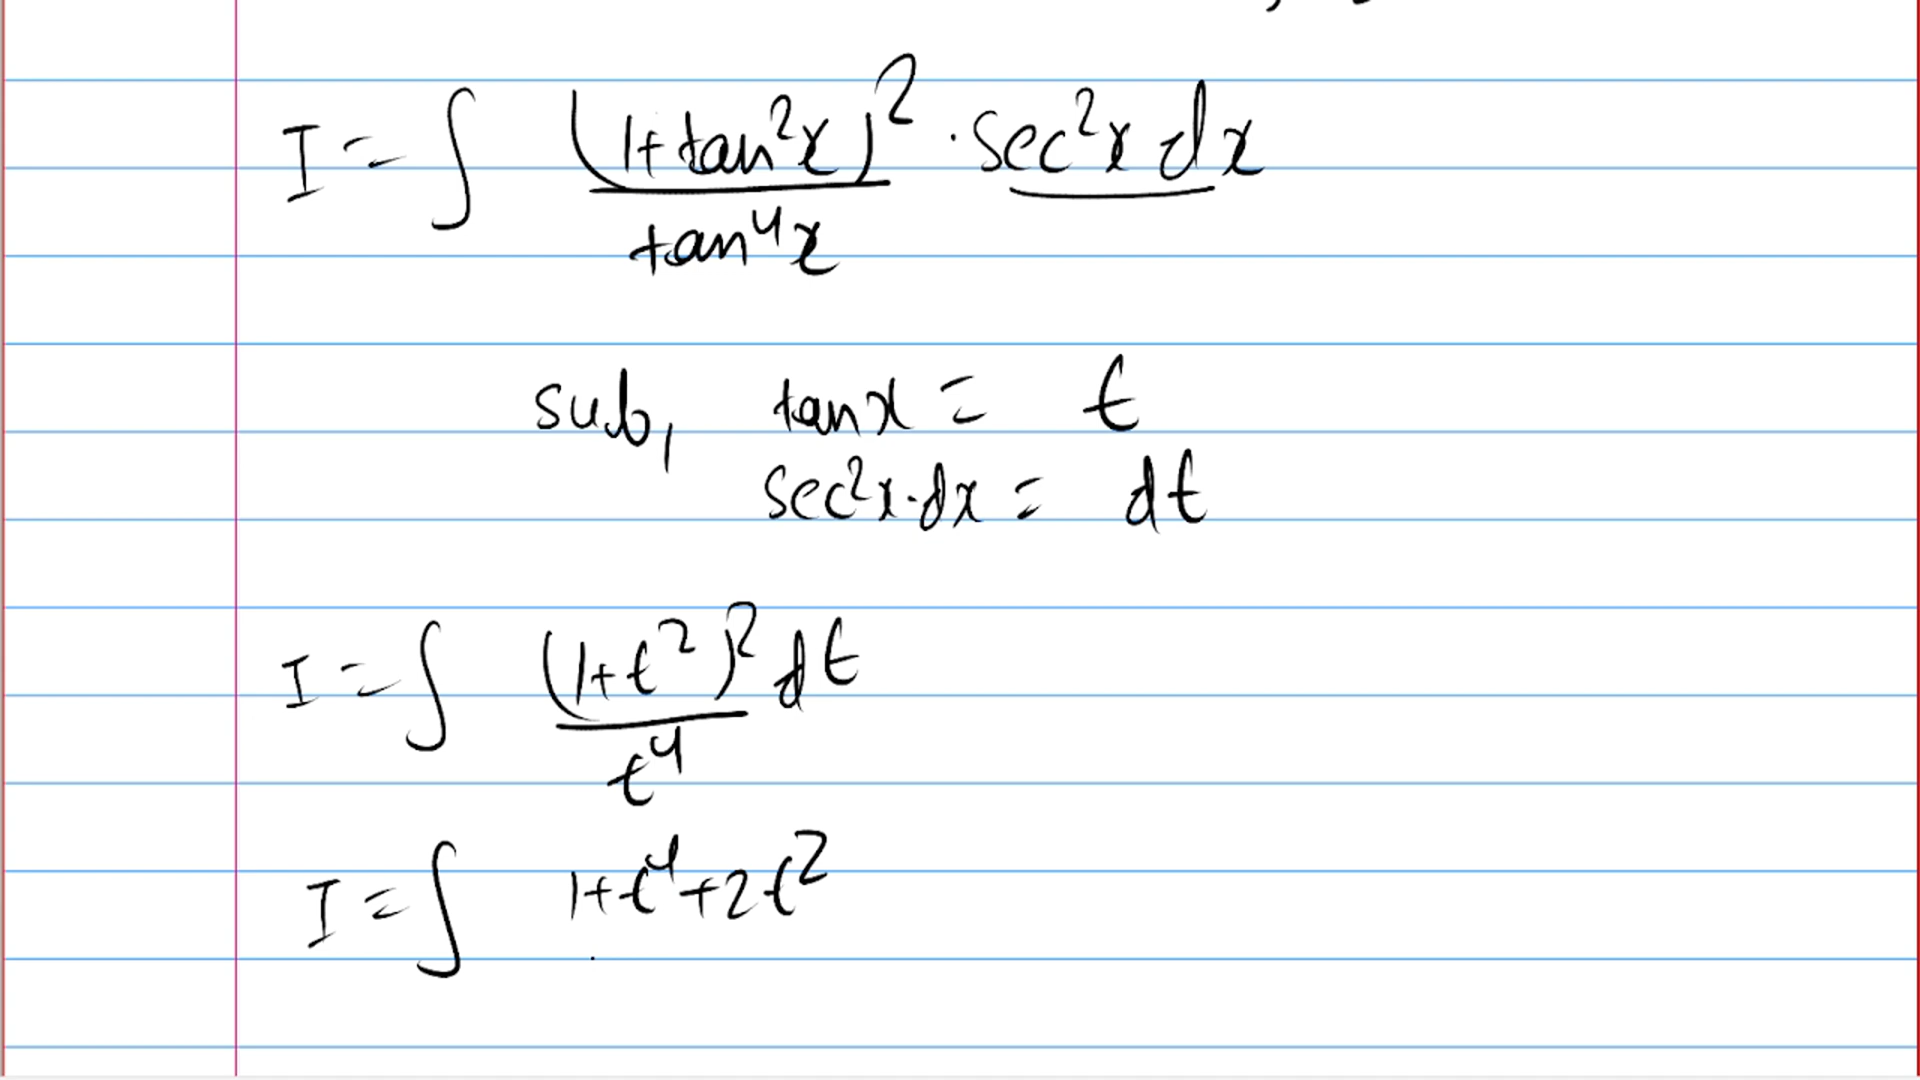 I = ∫ (1+tan²x)² / tan⁴x · sec²x dx
sub, tanx = t
sec²x·dx = dt
I = ∫ (1+t²)² / t⁴ dt
I = ∫ 1+t⁴+2t²